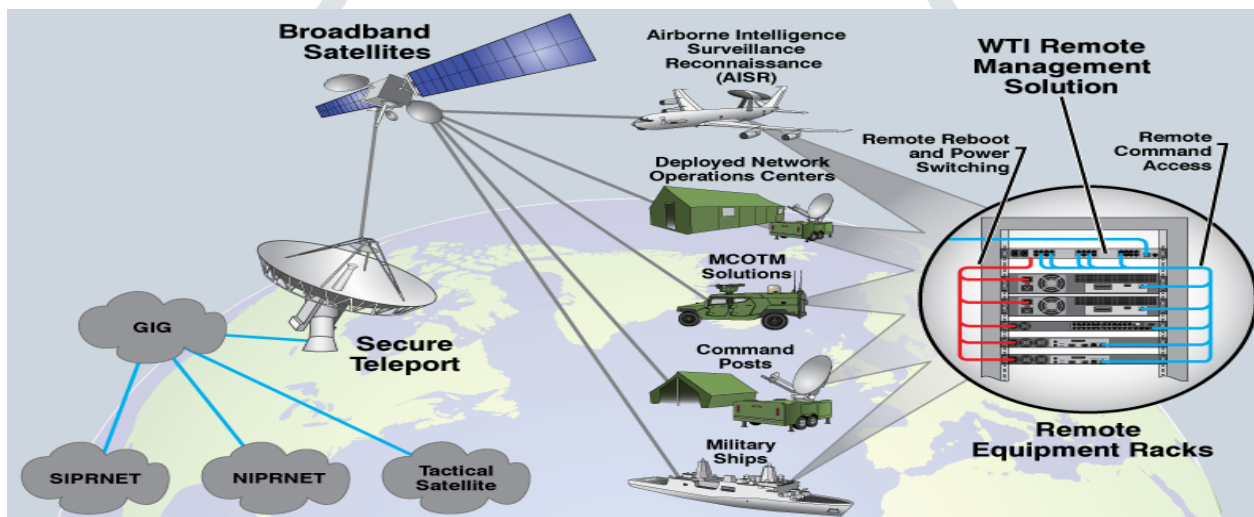 Broadband
Satellites
Airborne Intelligence
Surveillance
Reconnaissance
(AISR)
WTI Remote
Management
Solution
Remote Reboot
and Power
Switching
Remote
Command
Access
Deployed Network
Operations Centers
MCOTM
Solutions
GIG
Secure
Teleport
Command
Posts
Remote
Equipment Racks
Military
Ships
SIPRNET
NIPRNET
Tactical
Satellite